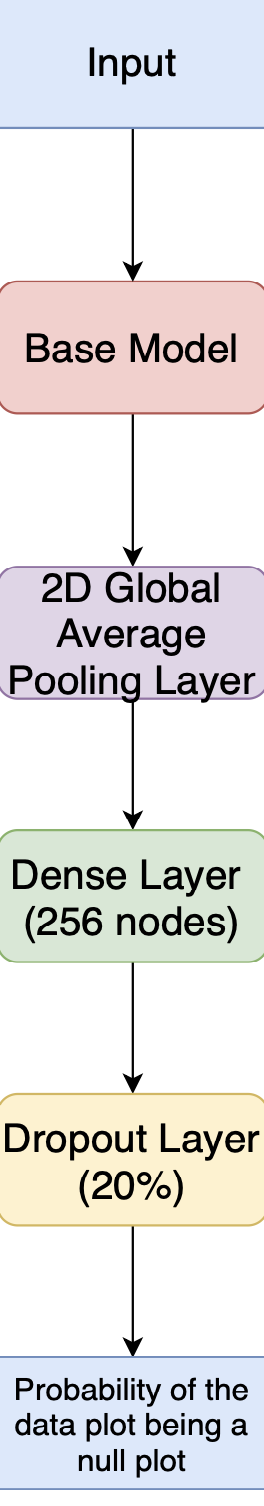 Input
Base Model
2D Global
Average
Pooling Layer
Dense Layer
(256 nodes)
Dropout Layer
(20%)
Probability of the
data plot being a
null plot